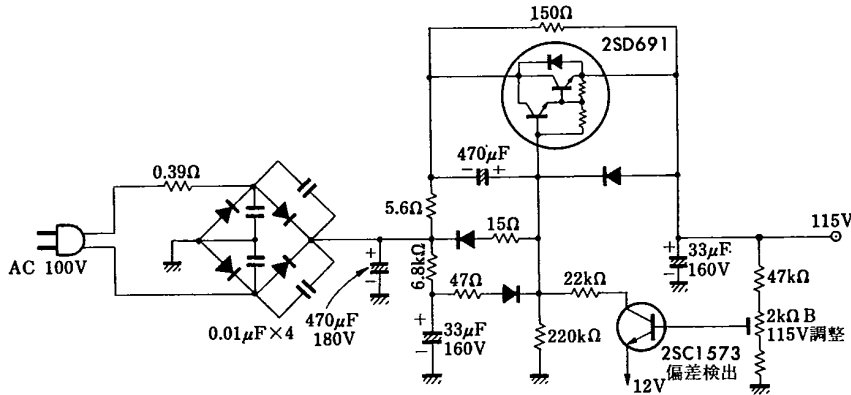 150Ω
2SD691
470μF
- +
0.39Ω
5.6Ω
15Ω
115V
AC 100V
+
-
6.8kΩ
47Ω
22kΩ
+
-
33μF
160V
47kΩ
0.01μF×4
470μF
180V
+
-
33μF
160V
220kΩ
2kΩ B
115V調整
2SC1573
偏差検出
12V